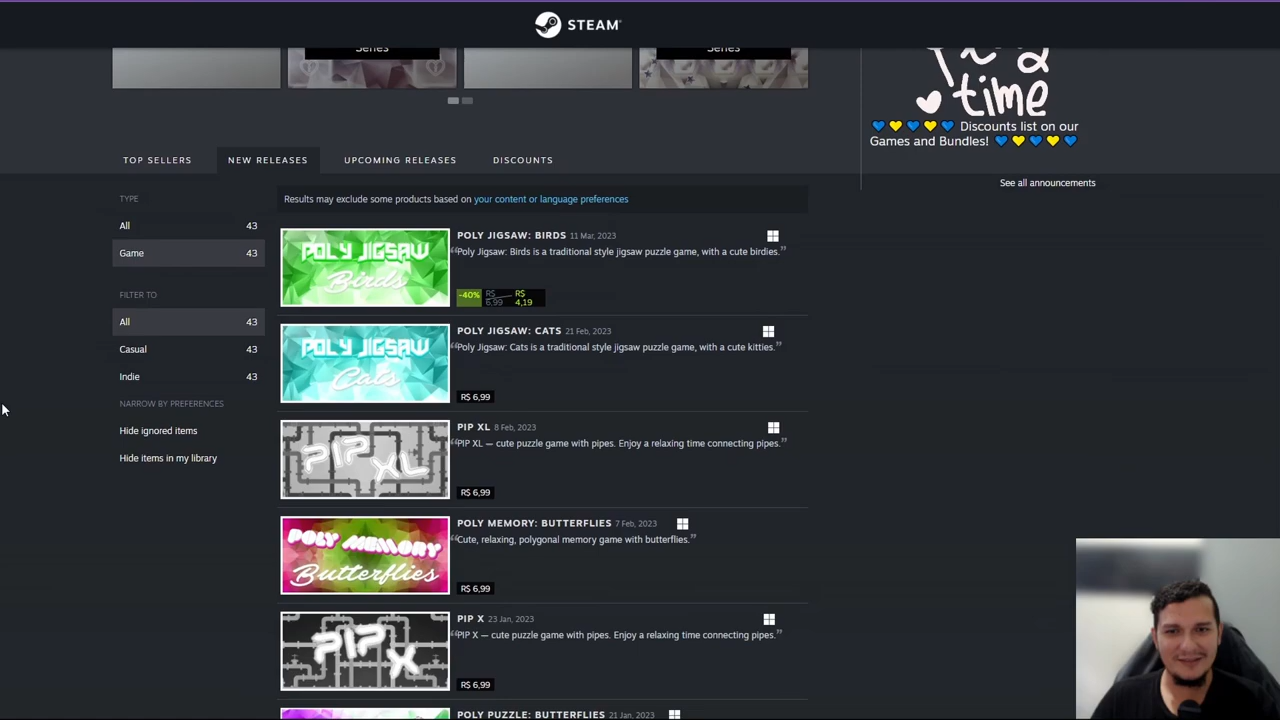 STEAM®
Series
Series
time
💙💛💙💛💙 Discounts list on our
Games and Bundles! 💙💛💙💛💙
See all announcements
TOP SELLERS
NEW RELEASES
UPCOMING RELEASES
DISCOUNTS
TYPE
All 43
Game 43
FILTER TO
All 43
Casual 43
Indie 43
NARROW BY PREFERENCES
Hide ignored items
Hide items in my library
Results may exclude some products based on your content or language preferences
POLY JIGSAW
Birds
POLY JIGSAW: BIRDS 11 Mar, 2023
“Poly Jigsaw: Birds is a traditional style jigsaw puzzle game, with a cute birdies.”
-40% R$ 6,99 R$ 4,19
POLY JIGSAW
Cats
POLY JIGSAW: CATS 21 Feb, 2023
“Poly Jigsaw: Cats is a traditional style jigsaw puzzle game, with a cute kitties.”
R$ 6,99
PIP XL
PIP XL 8 Feb, 2023
“PIP XL — cute puzzle game with pipes. Enjoy a relaxing time connecting pipes.”
R$ 6,99
POLY MEMORY
Butterflies
POLY MEMORY: BUTTERFLIES 7 Feb, 2023
“Cute, relaxing, polygonal memory game with butterflies.”
R$ 6,99
PIP X
PIP X 23 Jan, 2023
“PIP X — cute puzzle game with pipes. Enjoy a relaxing time connecting pipes.”
R$ 6,99
POLY PUZZLE: BUTTERFLIES 21 Jan, 2023